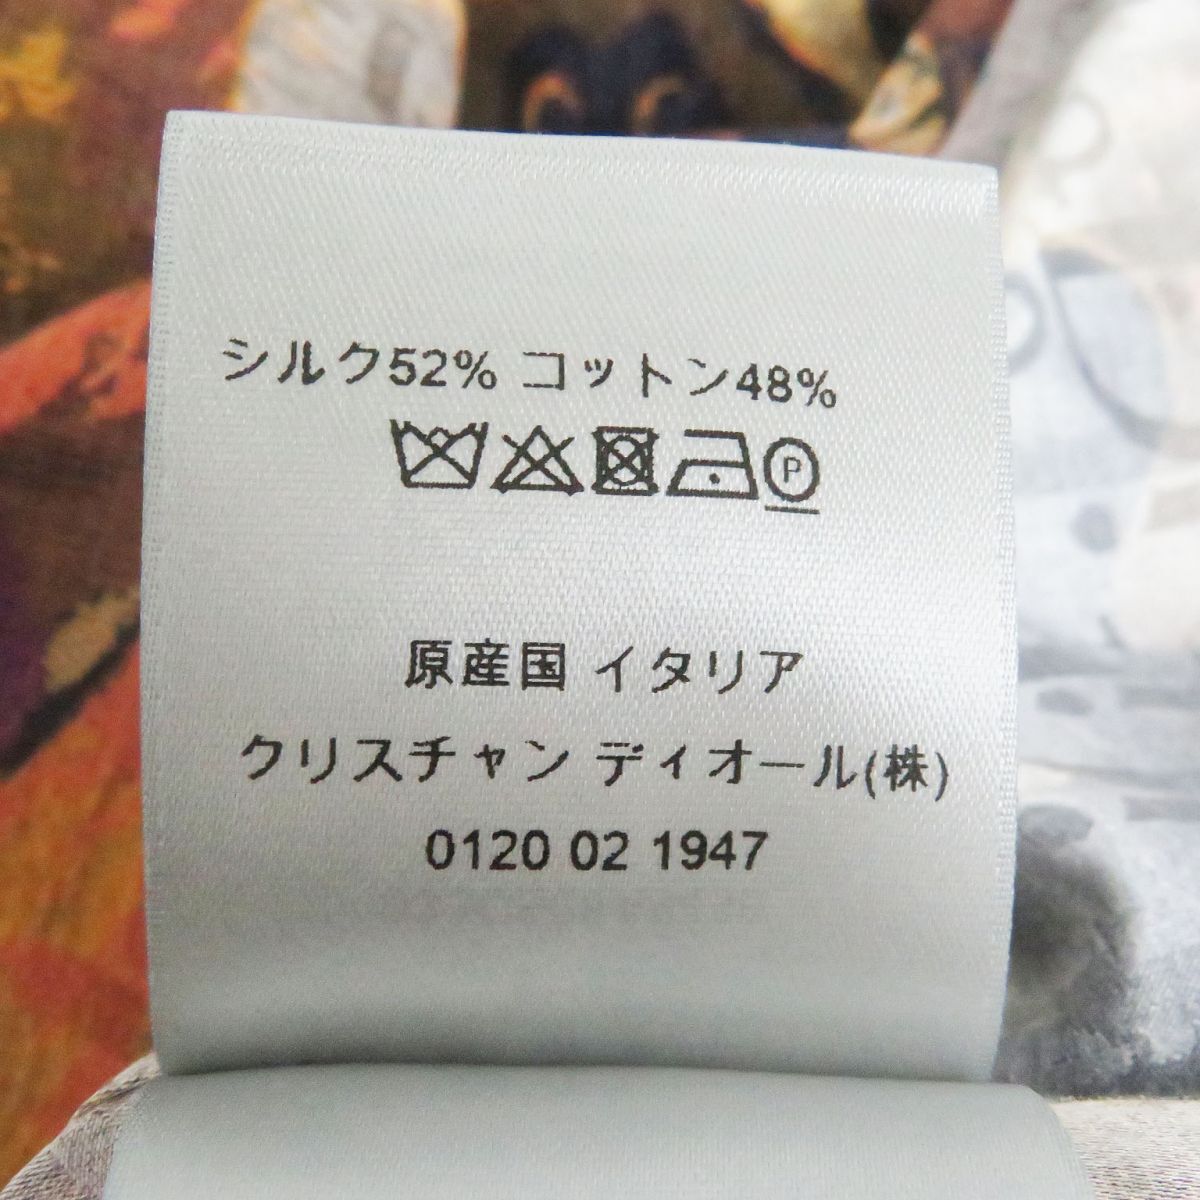 シルク52% コットン48%
P
原産国 イタリア
クリスチャン ディオール(株)
0120 02 1947